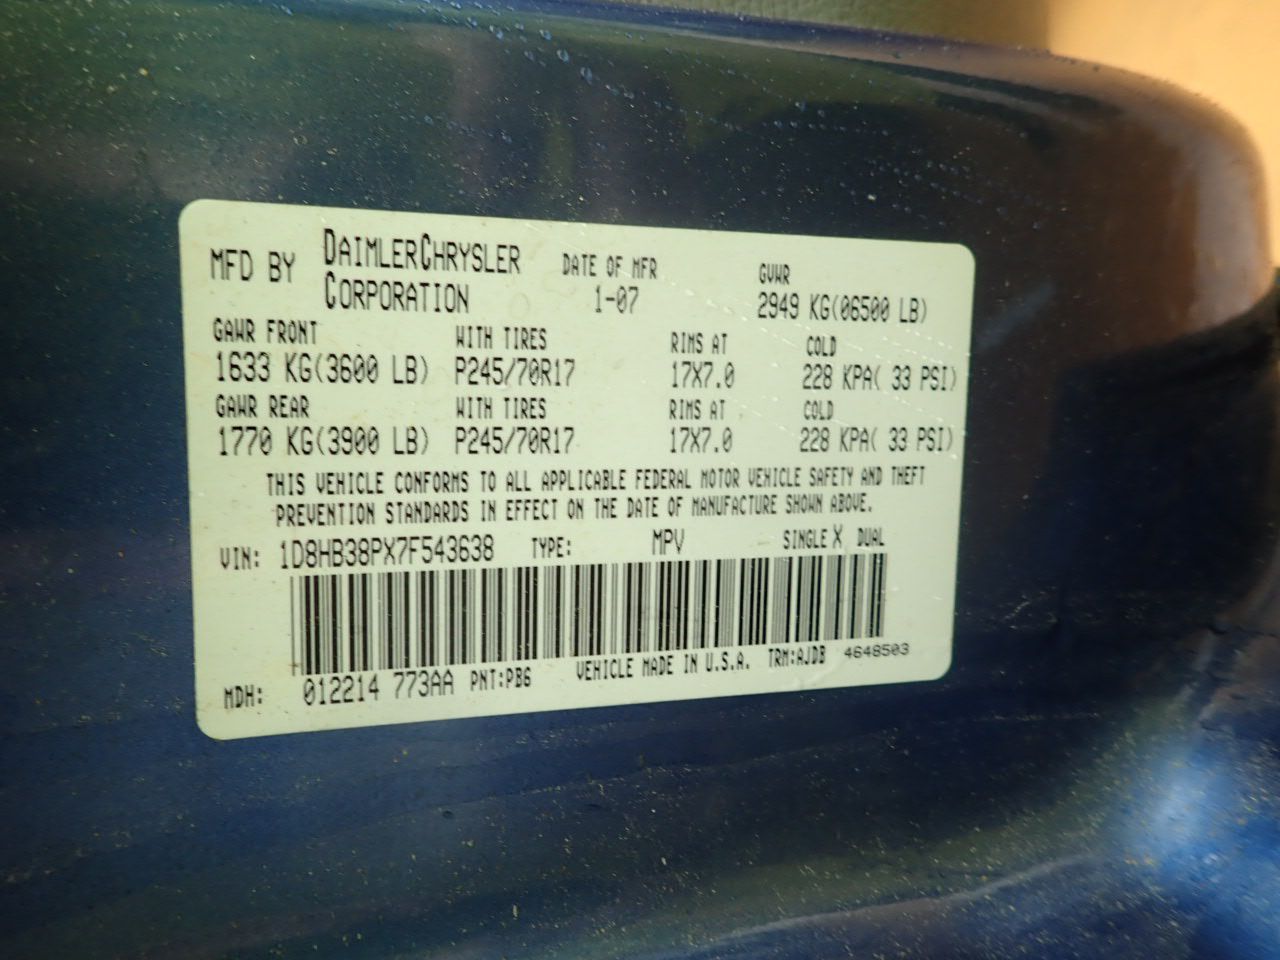 MFD BY DAIMLERCHRYSLER CORPORATION DATE OF MFR 1-07 GVWR 2949 KG(06500 LB)
GAWR FRONT WITH TIRES RIMS AT COLD
1633 KG(3600 LB) P245/70R17 17X7.0 228 KPA( 33 PSI)
GAWR REAR WITH TIRES RIMS AT COLD
1770 KG(3900 LB) P245/70R17 17X7.0 228 KPA( 33 PSI)
THIS VEHICLE CONFORMS TO ALL APPLICABLE FEDERAL MOTOR VEHICLE SAFETY AND THEFT
PREVENTION STANDARDS IN EFFECT ON THE DATE OF MANUFACTURE SHOWN ABOVE.
VIN: 1D8HB38PX7F543638 TYPE: MPV SINGLE X DUAL
MDH: 012214 773AA PNT:PB6 VEHICLE MADE IN U.S.A. TRM:AJDB 4648503